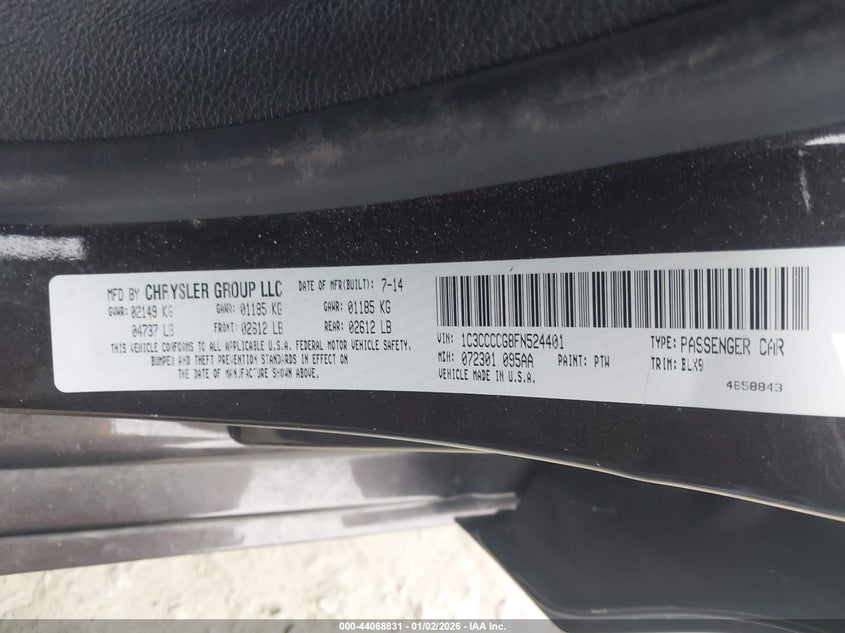 MFD BY CHRYSLER GROUP LLC DATE OF MFR(BUILT): 7-14
GVWR: 02149 KG GAWR: 01185 KG GAWR: 01185 KG
04737 LB FRONT: 02612 LB REAR: 02612 LB
THIS VEHICLE CONFORMS TO ALL APPLICABLE U.S.A. FEDERAL MOTOR VEHICLE SAFETY,
BUMPER AND THEFT PREVENTION STANDARDS IN EFFECT ON
THE DATE OF MANUFACTURE SHOWN ABOVE.
VIN: 1C3CCCCG8FN524401 TYPE: PASSENGER CAR
MDH: 072301 095AA PAINT: PTW TRIM: BLX9
VEHICLE MADE IN U.S.A.
4658843
000-44068831 - 01/02/2026 - IAA Inc.